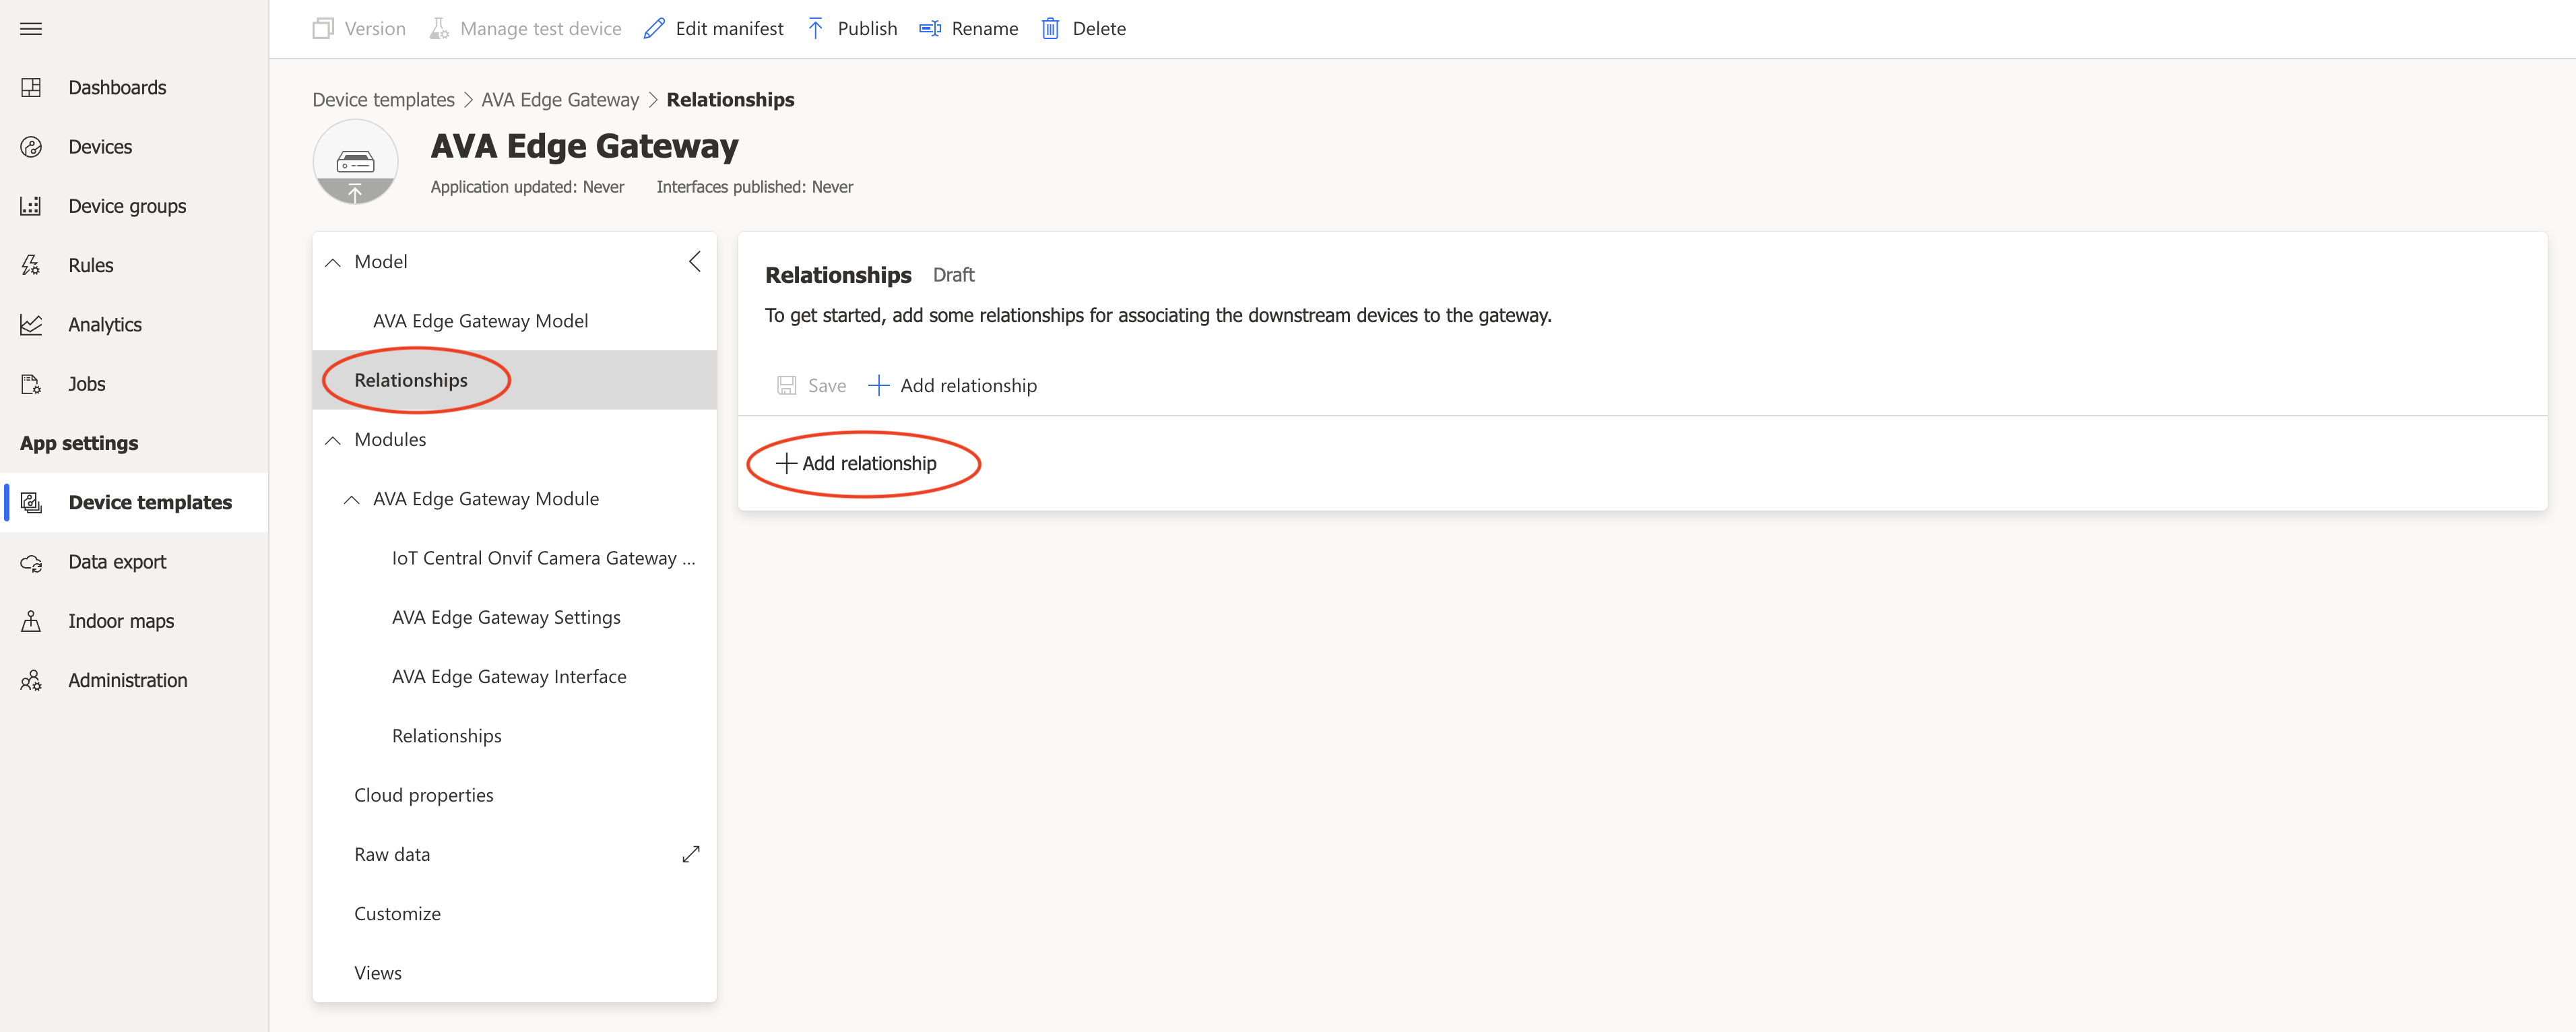 Version Manage test device Edit manifest Publish Rename Delete
Dashboards
Devices
Device groups
Rules
Analytics
Jobs
App settings
Device templates
Data export
Indoor maps
Administration
Device templates > AVA Edge Gateway > Relationships
AVA Edge Gateway
Application updated: Never Interfaces published: Never
Model
AVA Edge Gateway Model
Relationships
Modules
AVA Edge Gateway Module
IoT Central Onvif Camera Gateway ...
AVA Edge Gateway Settings
AVA Edge Gateway Interface
Relationships
Cloud properties
Raw data
Customize
Views
Relationships Draft
To get started, add some relationships for associating the downstream devices to the gateway.
Save Add relationship
Add relationship